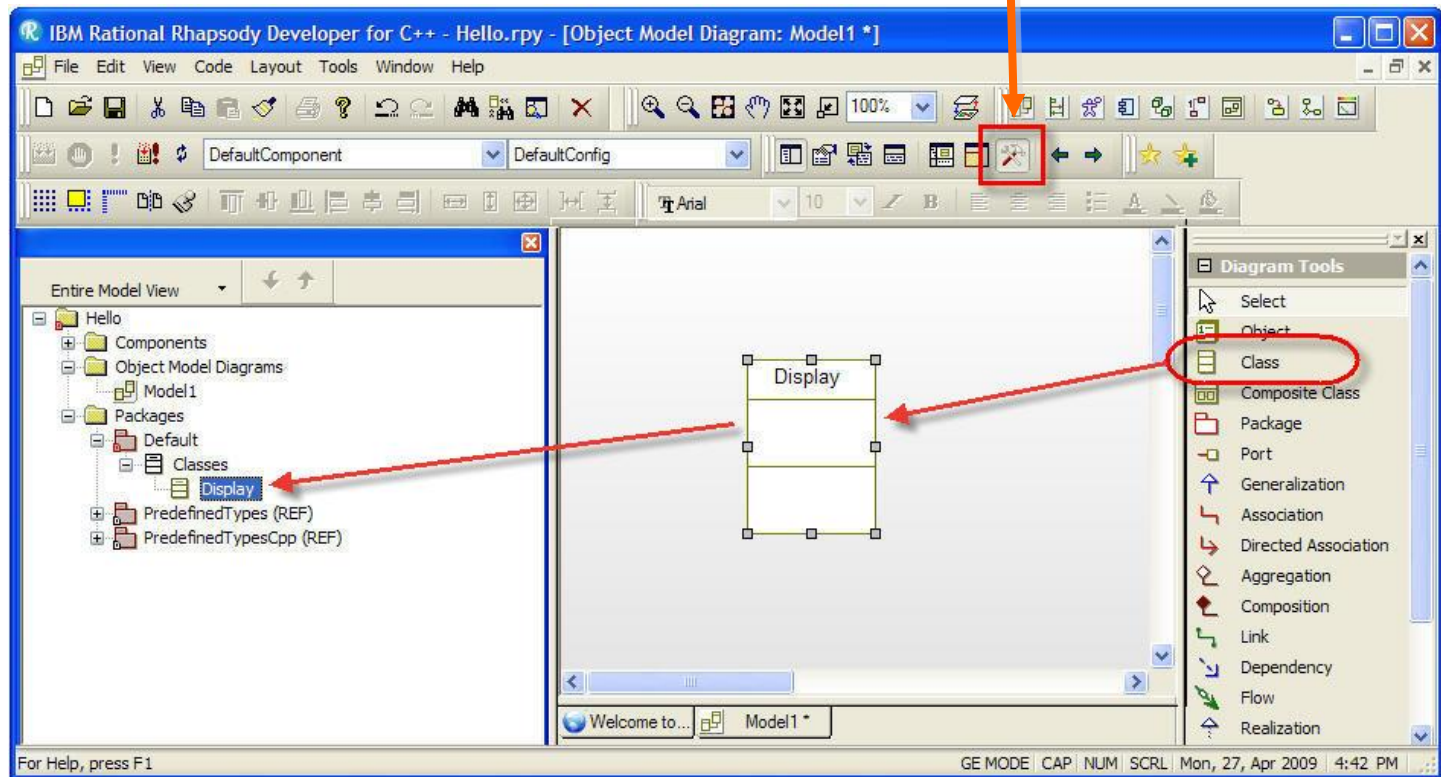 IBM Rational Rhapsody Developer for C++ - Hello.rpy - [Object Model Diagram: Model1 *]
File Edit View Code Layout Tools Window Help
100%
DefaultComponent DefaultConfig
Arial 10
Entire Model View
Hello
Components
Object Model Diagrams
Model1
Packages
Default
Classes
Display
PredefinedTypes (REF)
PredefinedTypesCpp (REF)
Display
Welcome to... Model1 *
Diagram Tools
Select
Object
Class
Composite Class
Package
Port
Generalization
Association
Directed Association
Aggregation
Composition
Link
Dependency
Flow
Realization
For Help, press F1 GE MODE CAP NUM SCRL Mon, 27, Apr 2009 4:42 PM